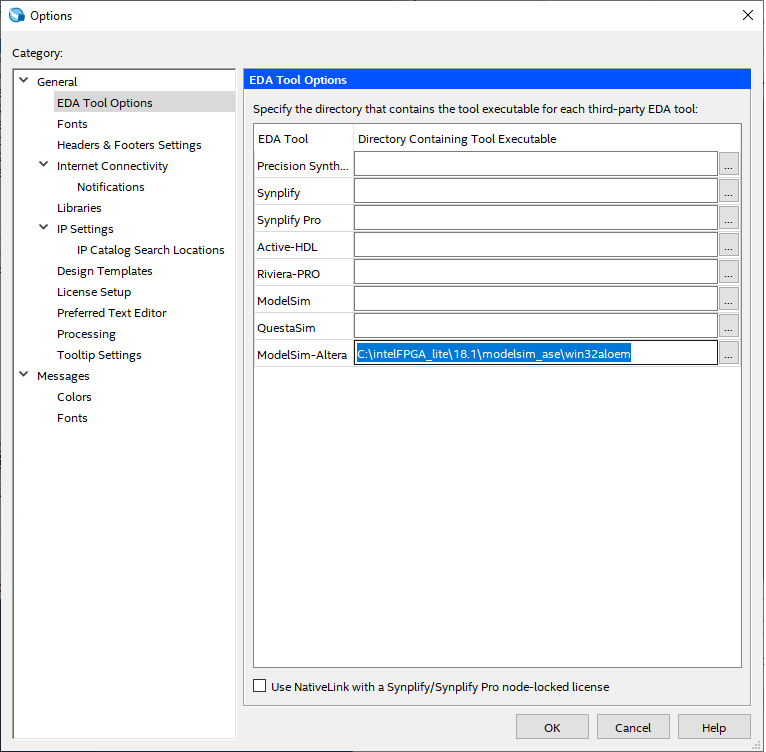 Options
Category:
General
EDA Tool Options
Fonts
Headers & Footers Settings
Internet Connectivity
Notifications
Libraries
IP Settings
IP Catalog Search Locations
Design Templates
License Setup
Preferred Text Editor
Processing
Tooltip Settings
Messages
Colors
Fonts
EDA Tool Options
Specify the directory that contains the tool executable for each third-party EDA tool:
EDA Tool Directory Containing Tool Executable
Precision Synth... ...
Synplify ...
Synplify Pro ...
Active-HDL ...
Riviera-PRO ...
ModelSim ...
QuestaSim ...
ModelSim-Altera C:\intelFPGA_lite\18.1\modelsim_ase\win32aloem ...
Use NativeLink with a Synplify/Synplify Pro node-locked license
OK Cancel Help